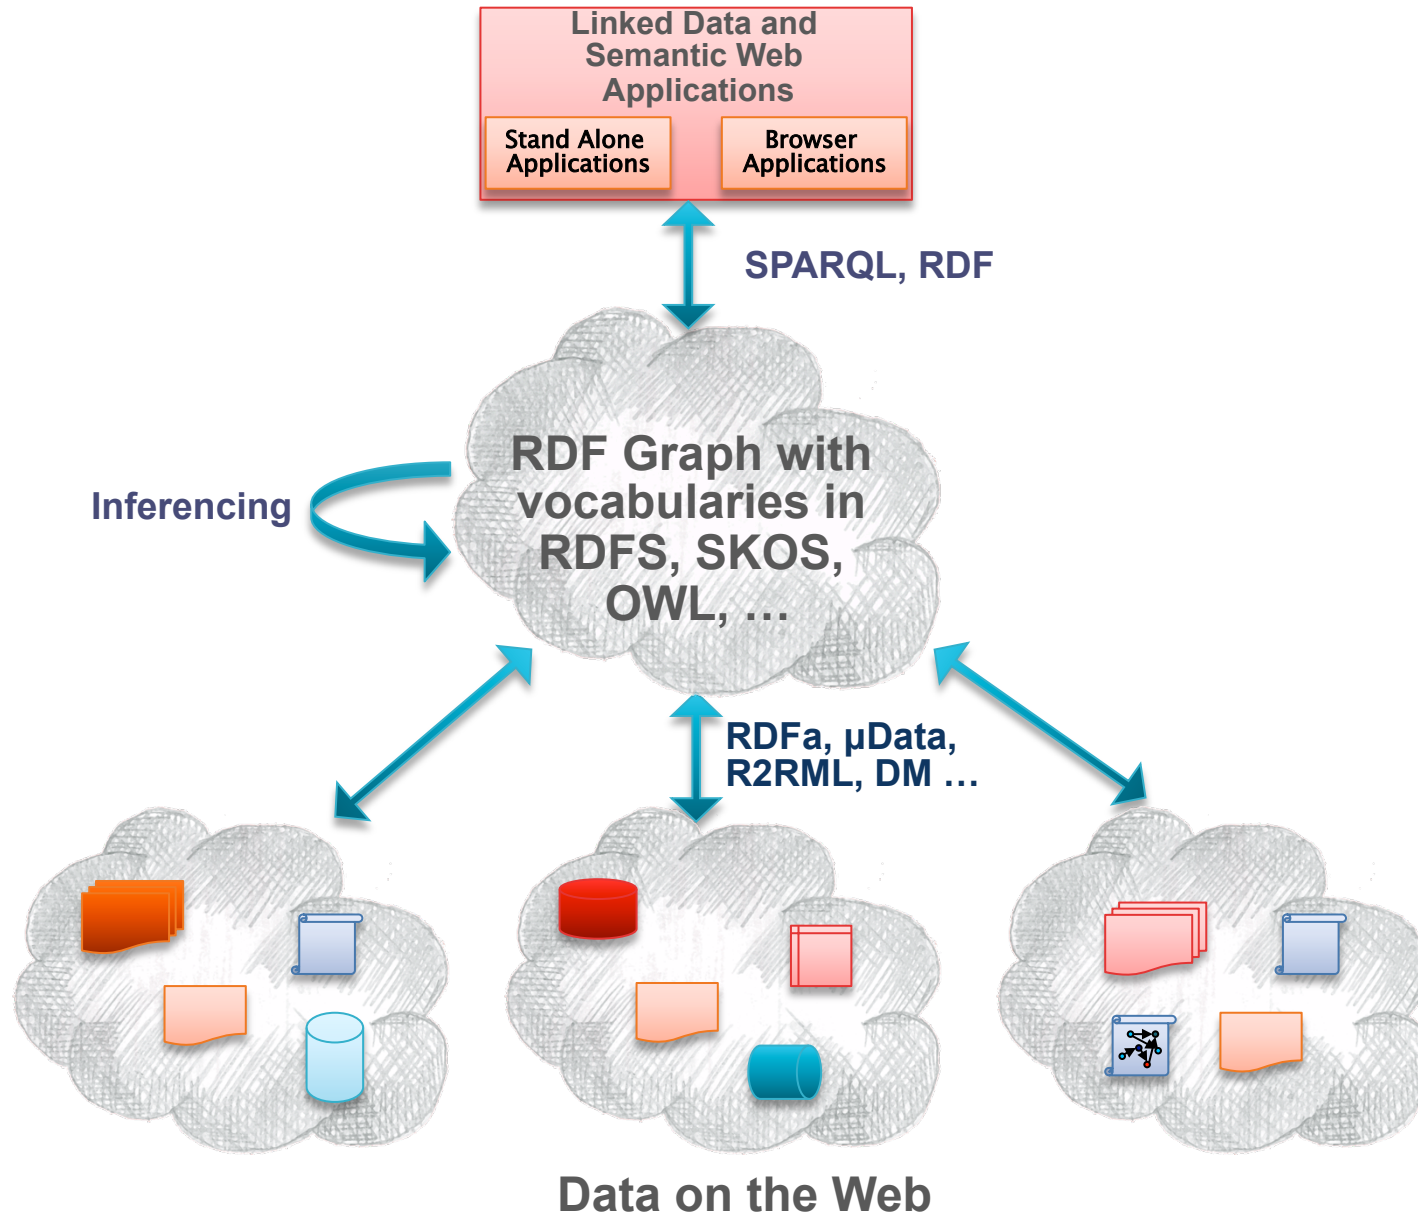 Linked Data and
Semantic Web
Applications
Stand Alone
Applications
Browser
Applications
SPARQL, RDF
Inferencing
RDF Graph with
vocabularies in
RDFS, SKOS,
OWL, …
RDFa, µData,
R2RML, DM …
Data on the Web